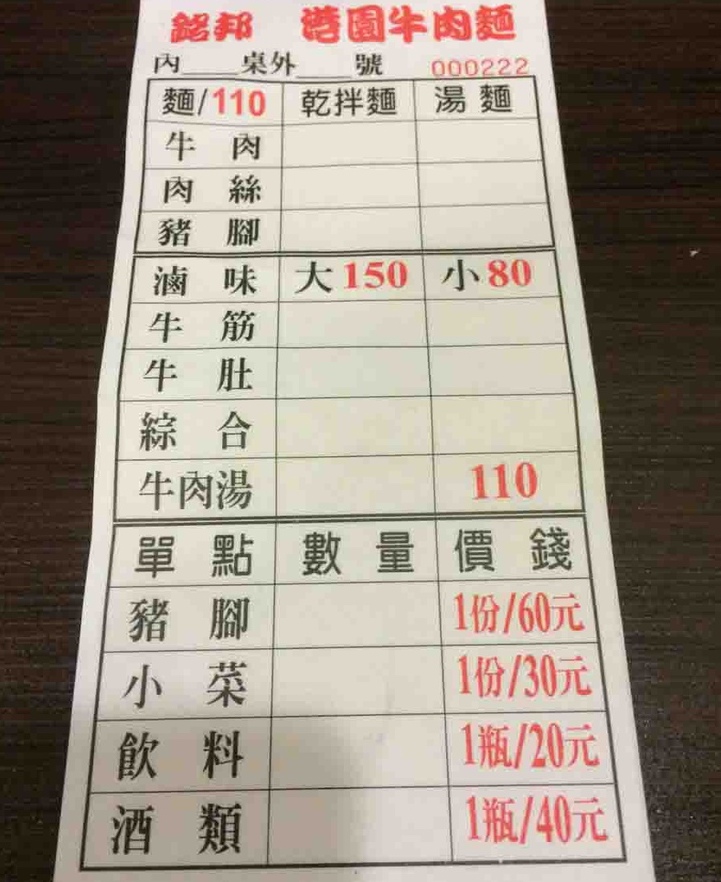 銘邦 港園牛肉麵
內____桌外____號 000222
麵/110 乾拌麵 湯麵
牛肉
肉絲
豬腳
滷味 大150 小80
牛筋
牛肚
綜合
牛肉湯 110
單點 數量 價錢
豬腳 1份/60元
小菜 1份/30元
飲料 1瓶/20元
酒類 1瓶/40元